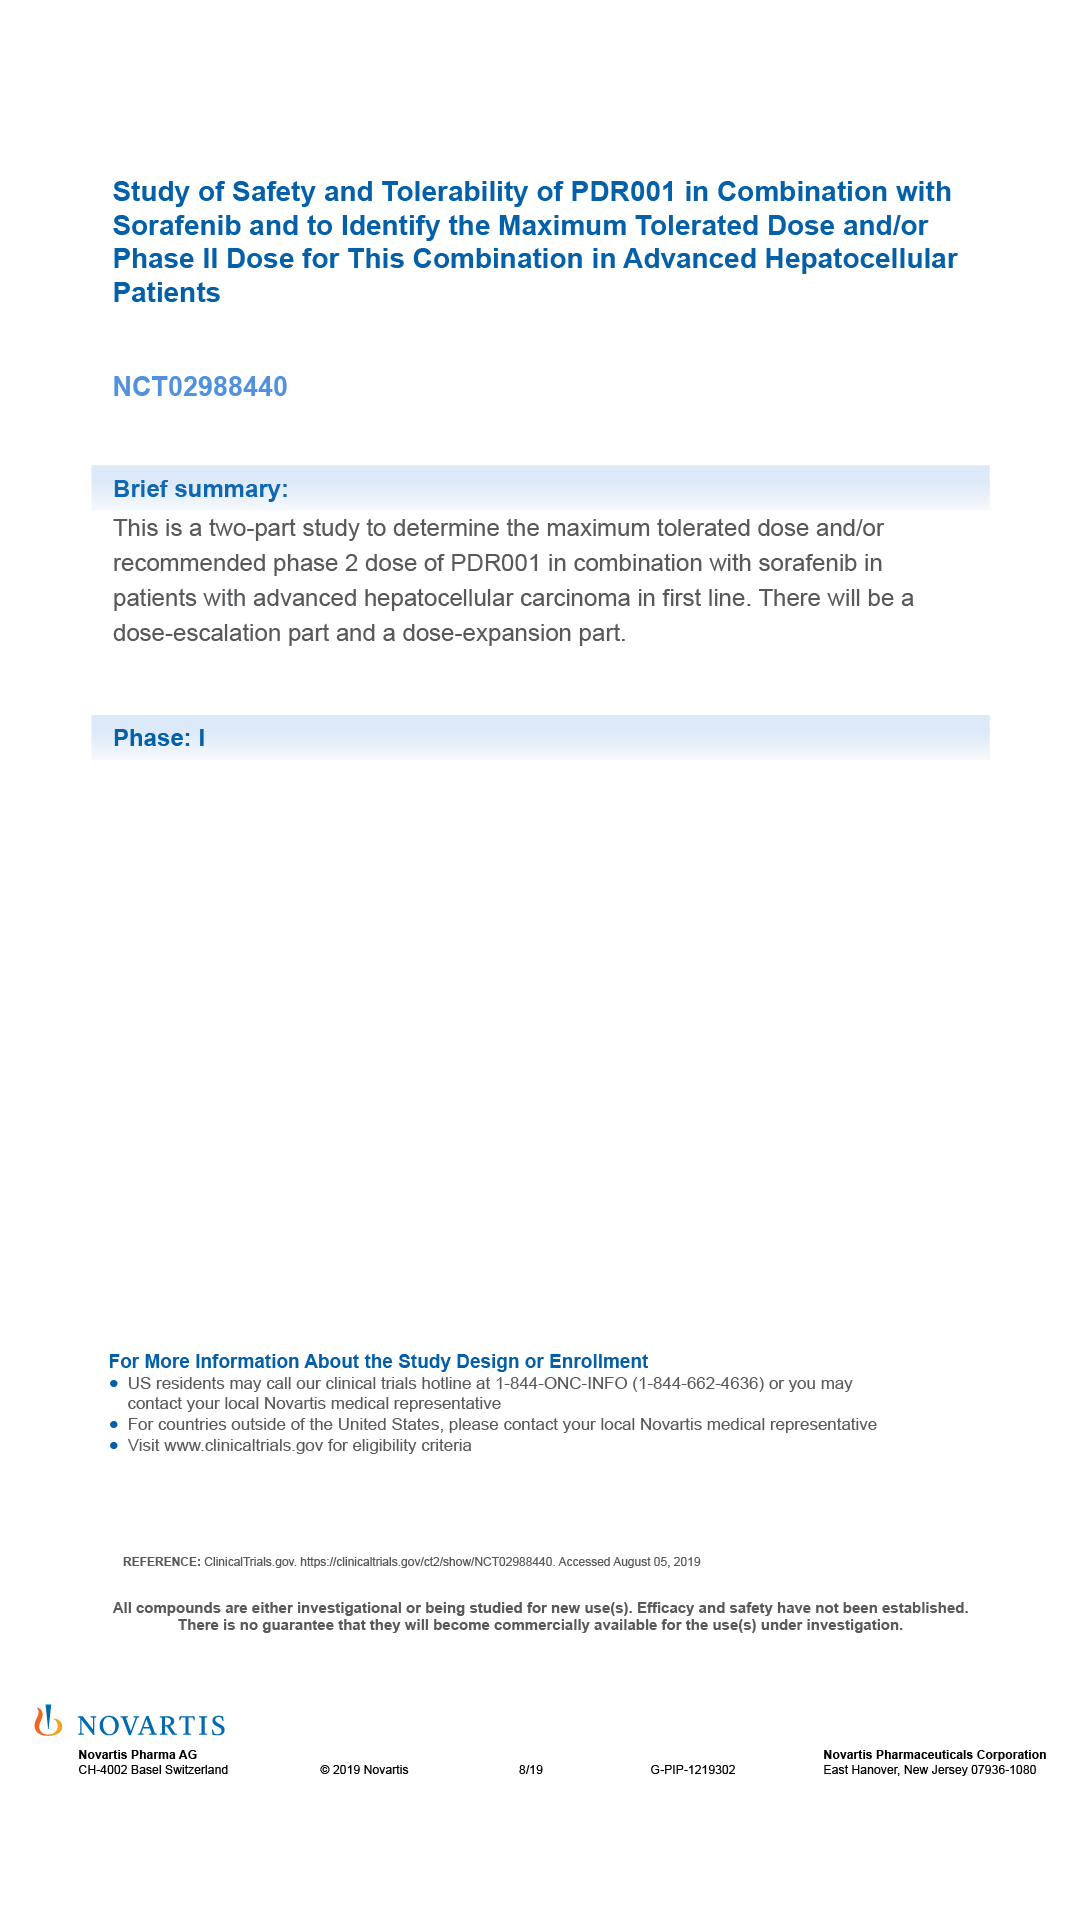 Study of Safety and Tolerability of PDR001 in Combination with
Sorafenib and to Identify the Maximum Tolerated Dose and/or
Phase II Dose for This Combination in Advanced Hepatocellular
Patients
NCT02988440
Brief summary:
This is a two-part study to determine the maximum tolerated dose and/or
recommended phase 2 dose of PDR001 in combination with sorafenib in
patients with advanced hepatocellular carcinoma in first line. There will be a
dose-escalation part and a dose-expansion part.
Phase: I
For More Information About the Study Design or Enrollment
● US residents may call our clinical trials hotline at 1-844-ONC-INFO (1-844-662-4636) or you may
contact your local Novartis medical representative
● For countries outside of the United States, please contact your local Novartis medical representative
● Visit www.clinicaltrials.gov for eligibility criteria
REFERENCE: ClinicalTrials.gov. https://clinicaltrials.gov/ct2/show/NCT02988440. Accessed August 05, 2019
All compounds are either investigational or being studied for new use(s). Efficacy and safety have not been established.
There is no guarantee that they will become commercially available for the use(s) under investigation.
NOVARTIS
Novartis Pharma AG
CH-4002 Basel Switzerland
© 2019 Novartis
8/19
G-PIP-1219302
Novartis Pharmaceuticals Corporation
East Hanover, New Jersey 07936-1080